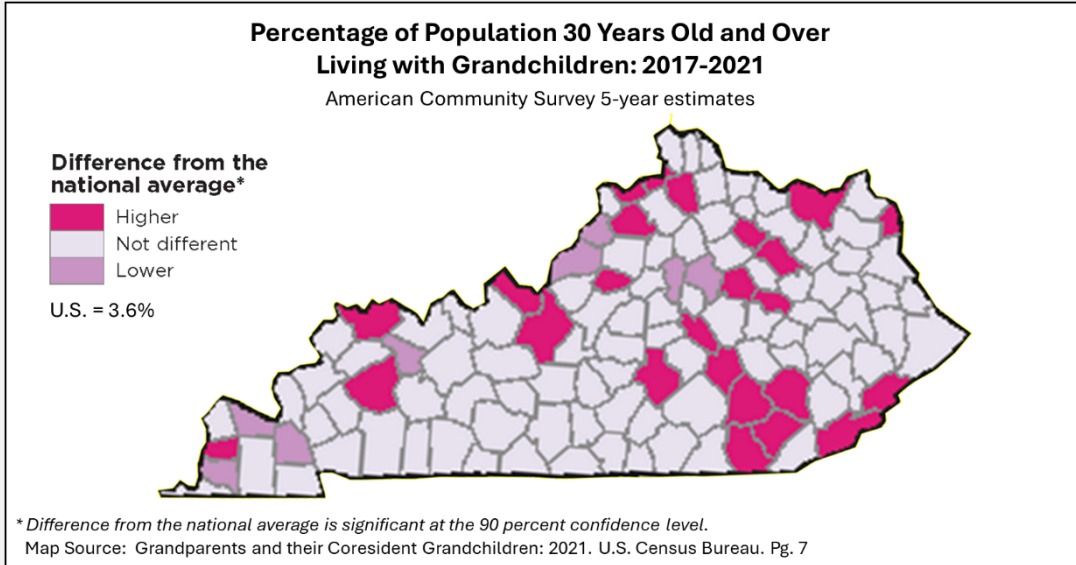 Percentage of Population 30 Years Old and Over
Living with Grandchildren: 2017-2021
American Community Survey 5-year estimates
Difference from the
national average*
Higher
Not different
Lower
U.S. = 3.6%
* Difference from the national average is significant at the 90 percent confidence level.
Map Source: Grandparents and their Coresident Grandchildren: 2021. U.S. Census Bureau. Pg. 7